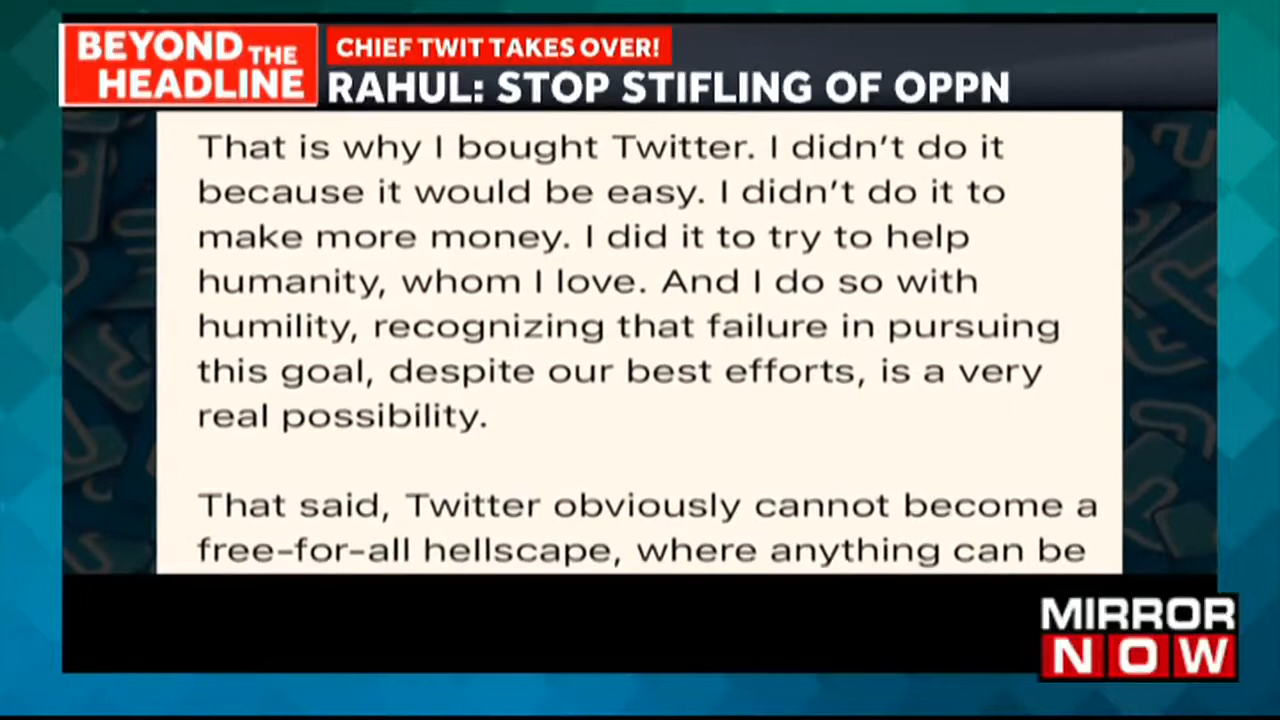 BEYOND THE
HEADLINE
CHIEF TWIT TAKES OVER!
RAHUL: STOP STIFLING OF OPPN
That is why I bought Twitter. I didn't do it
because it would be easy. I didn't do it to
make more money. I did it to try to help
humanity, whom I love. And I do so with
humility, recognizing that failure in pursuing
this goal, despite our best efforts, is a very
real possibility.
That said, Twitter obviously cannot become a
free-for-all hellscape, where anything can be
MIRROR
NOW